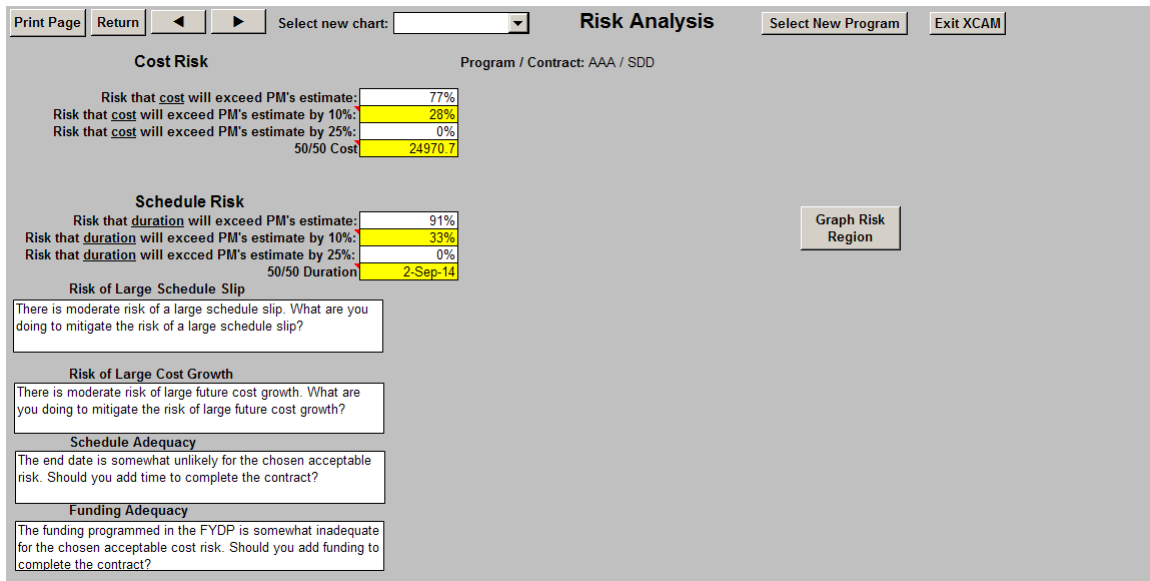 Print Page Return Select new chart: Risk Analysis Select New Program Exit XCAM
Cost Risk Program / Contract: AAA / SDD
Risk that cost will exceed PM's estimate: 77%
Risk that cost will exceed PM's estimate by 10%: 28%
Risk that cost will exceed PM's estimate by 25%: 0%
50/50 Cost 24970.7
Schedule Risk
Risk that duration will exceed PM's estimate: 91%
Risk that duration will exceed PM's estimate by 10%: 33%
Risk that duration will exceed PM's estimate by 25%: 0%
50/50 Duration 2-Sep-14
Graph Risk
Region
Risk of Large Schedule Slip
There is moderate risk of a large schedule slip. What are you
doing to mitigate the risk of a large schedule slip?
Risk of Large Cost Growth
There is moderate risk of large future cost growth. What are
you doing to mitigate the risk of large future cost growth?
Schedule Adequacy
The end date is somewhat unlikely for the chosen acceptable
risk. Should you add time to complete the contract?
Funding Adequacy
The funding programmed in the FYDP is somewhat inadequate
for the chosen acceptable cost risk. Should you add funding to
complete the contract?